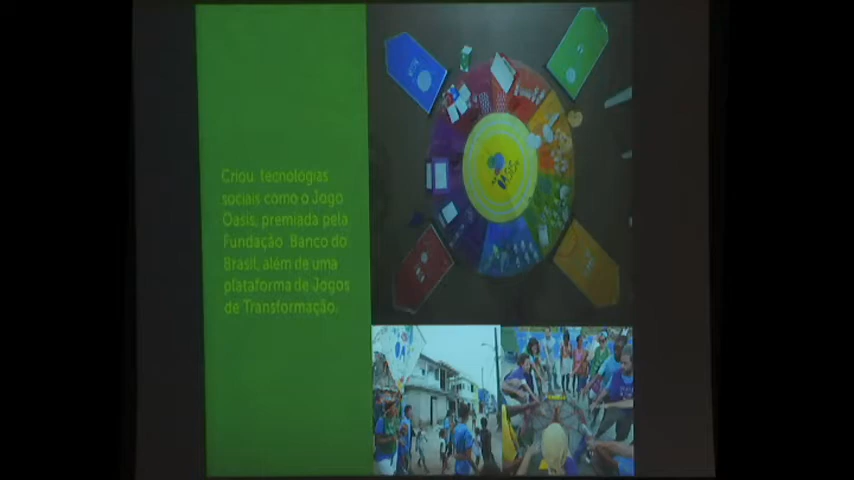 Criou tecnologias
sociais como o Jogo
Oasis, premiada pela
Fundação Banco do
Brasil, além de uma
plataforma de Jogos
de Transformação.